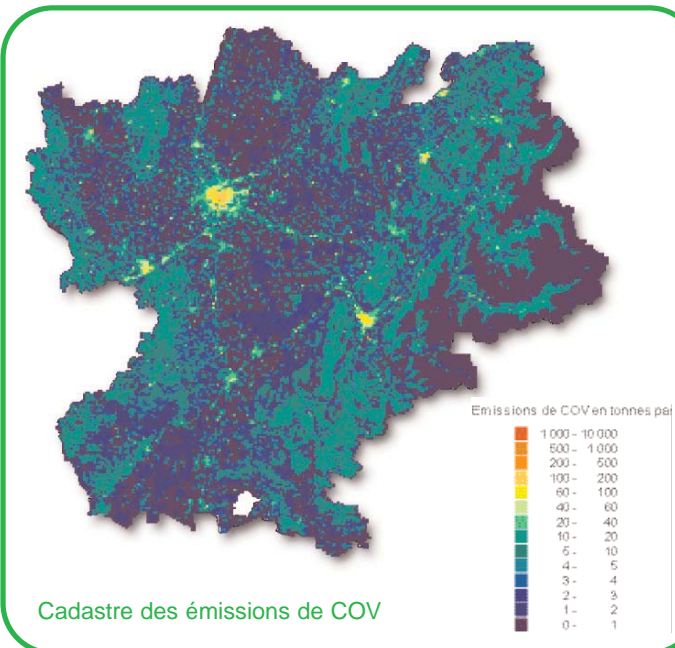 Emissions de COV en tonnes par
1 000 - 10 000
500 - 1 000
200 - 500
100 - 200
60 - 100
40 - 60
20 - 40
10 - 20
5 - 10
4 - 5
3 - 4
2 - 3
1 - 2
0 - 1
Cadastre des émissions de COV